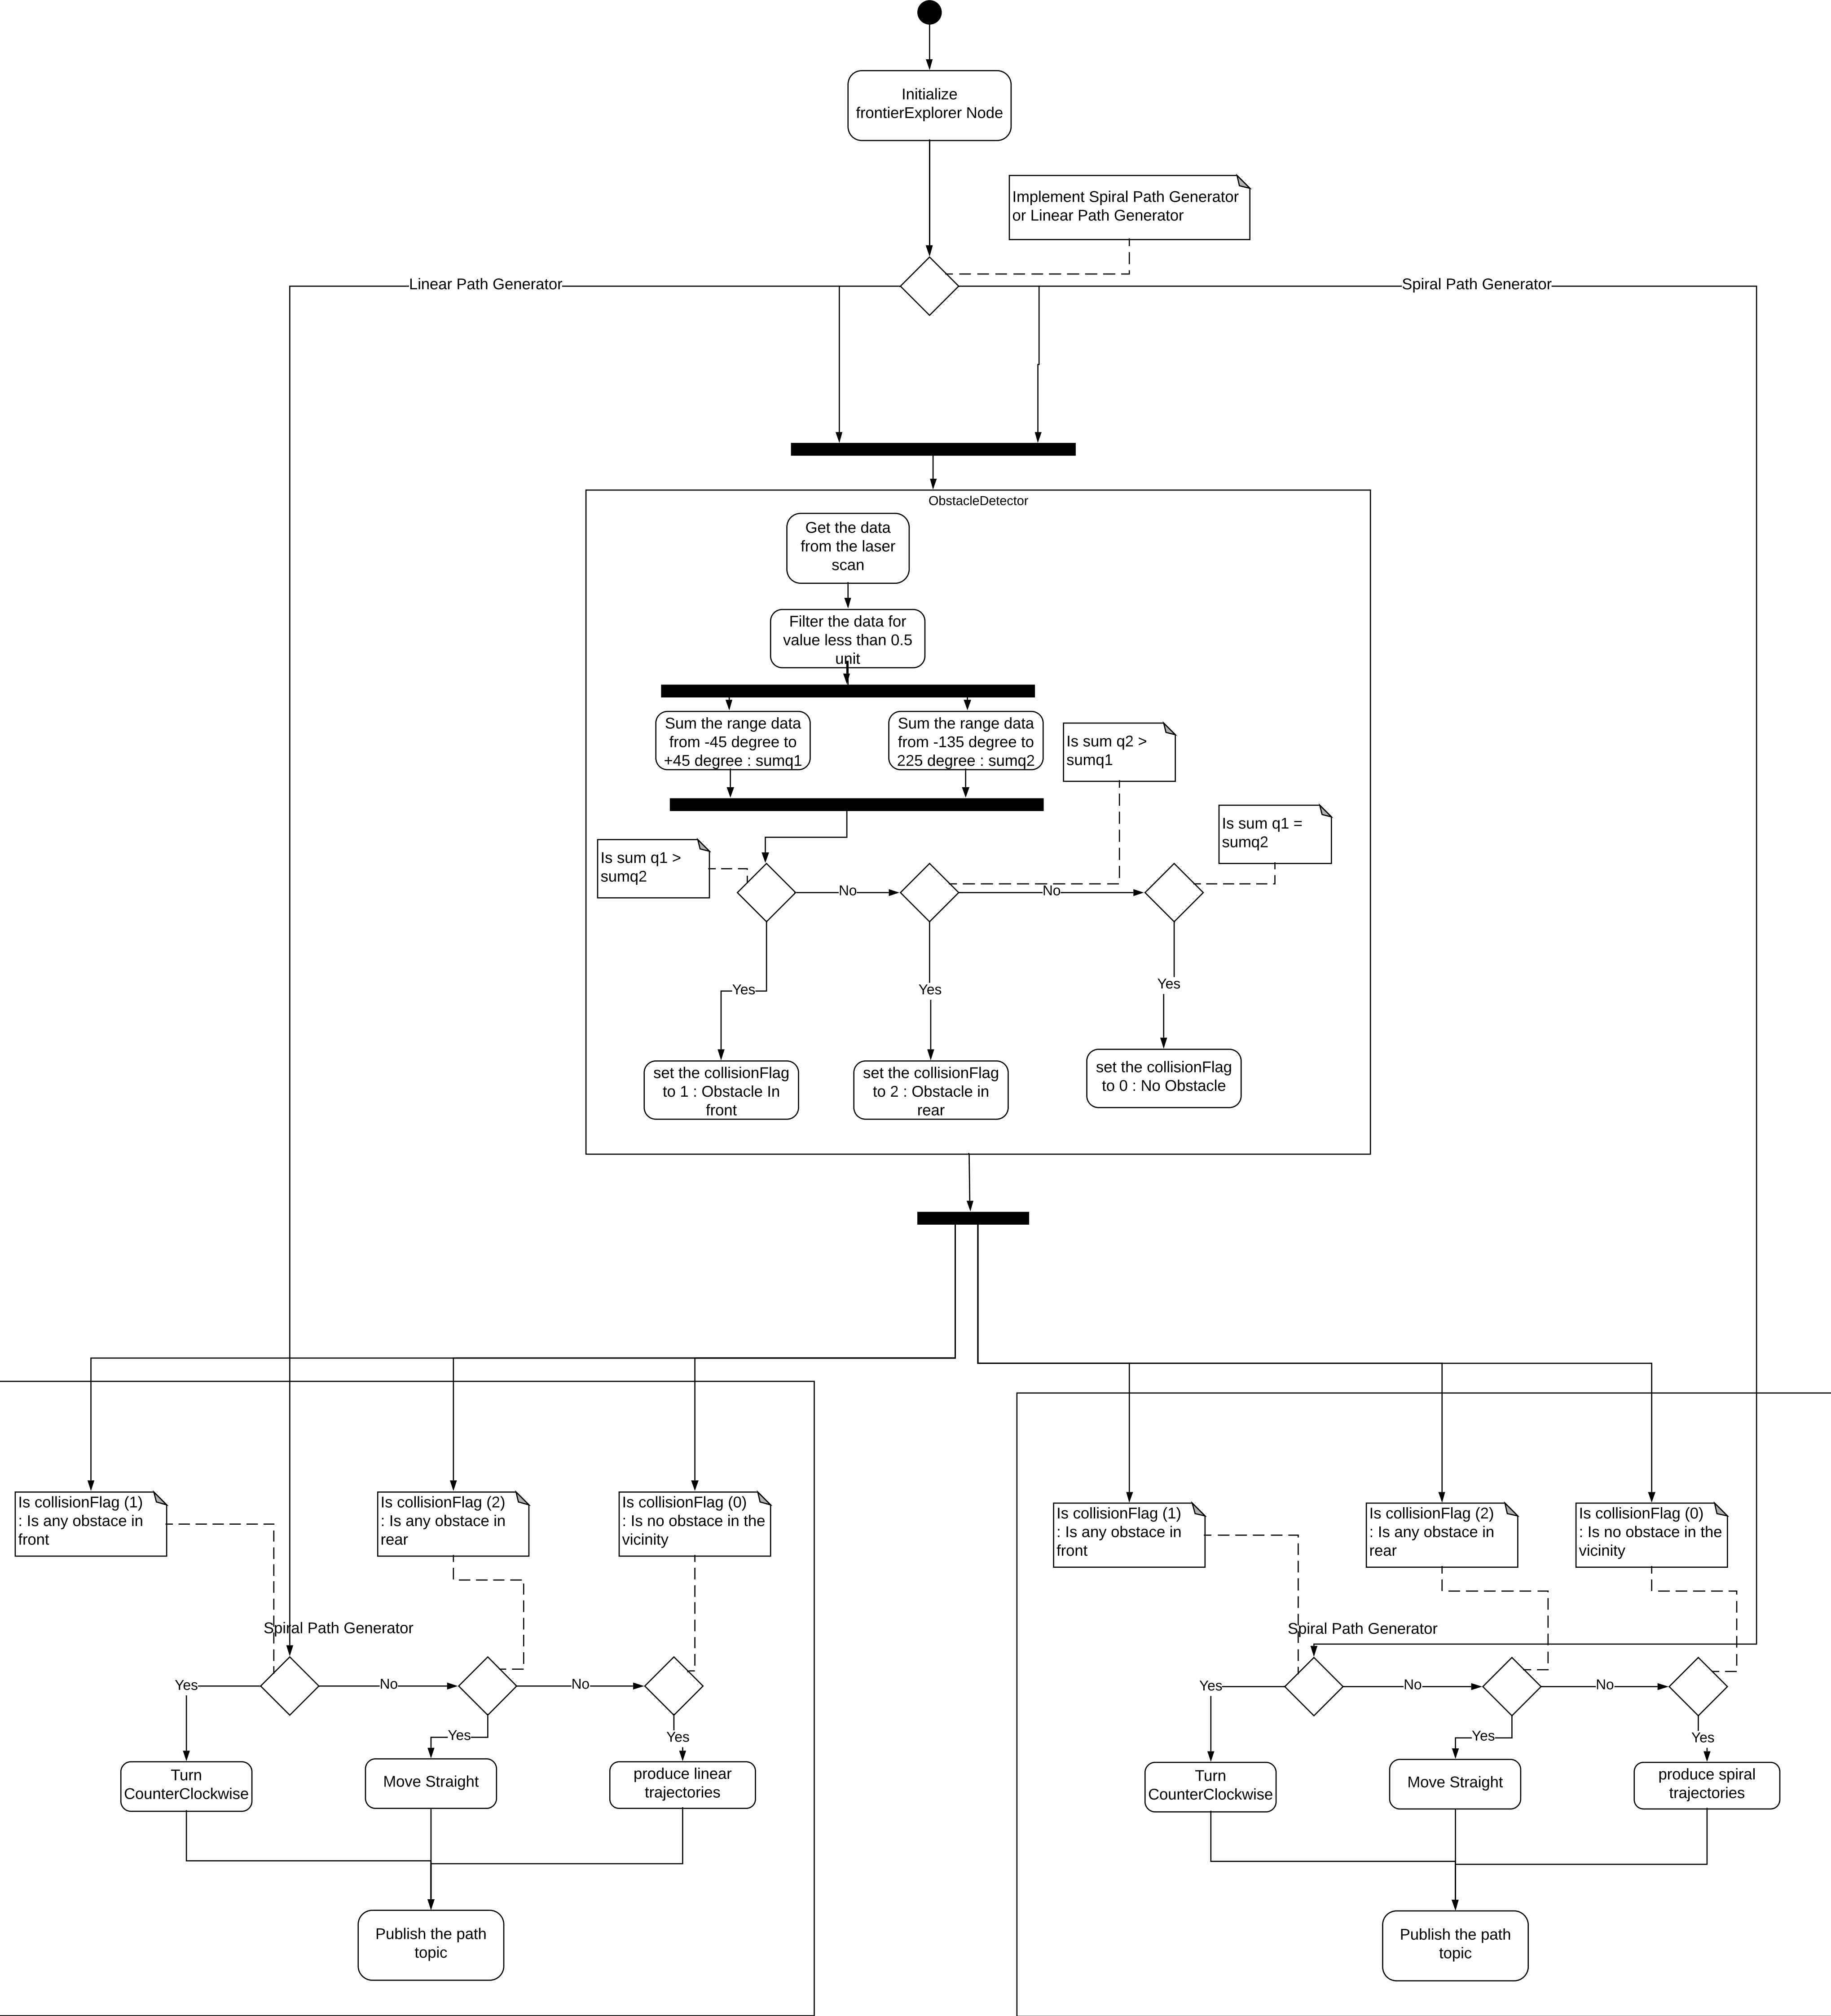 Initialize
frontierExplorer Node
Implement Spiral Path Generator
or Linear Path Generator
Linear Path Generator
Spiral Path Generator
ObstacleDetector
Get the data
from the laser
scan
Filter the data for
value less than 0.5
unit
Sum the range data
from -45 degree to
+45 degree : sumq1
Sum the range data
from -135 degree to
225 degree : sumq2
Is sum q2 >
sumq1
Is sum q1 =
sumq2
Is sum q1 >
sumq2
No
No
Yes
Yes
Yes
set the collisionFlag
to 1 : Obstacle In
front
set the collisionFlag
to 2 : Obstacle in
rear
set the collisionFlag
to 0 : No Obstacle
Is collisionFlag (1)
: Is any obstace in
front
Is collisionFlag (2)
: Is any obstace in
rear
Is collisionFlag (0)
: Is no obstace in the
vicinity
Spiral Path Generator
Yes
No
No
Yes
Yes
Turn
CounterClockwise
Move Straight
produce linear
trajectories
Publish the path
topic
Is collisionFlag (1)
: Is any obstace in
front
Is collisionFlag (2)
: Is any obstace in
rear
Is collisionFlag (0)
: Is no obstace in the
vicinity
Spiral Path Generator
Yes
No
No
Yes
Yes
Turn
CounterClockwise
Move Straight
produce spiral
trajectories
Publish the path
topic